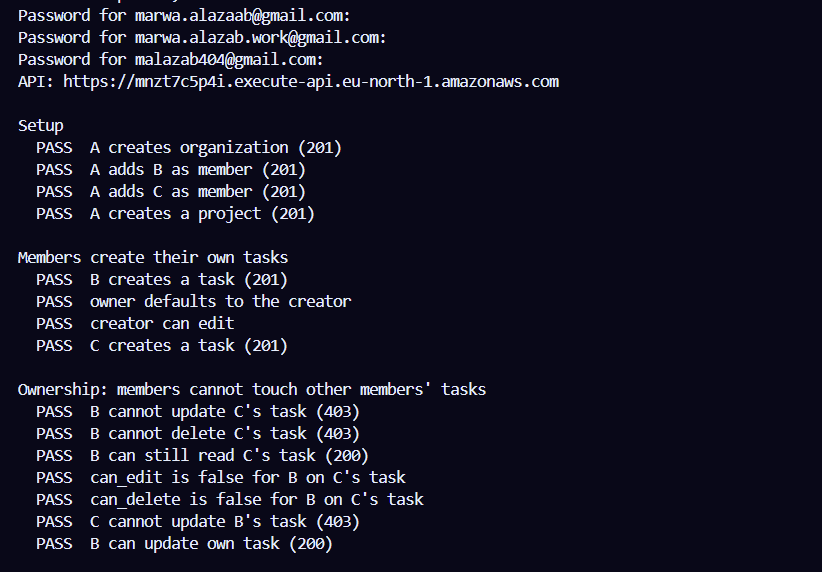 Password for marwa.alazaab@gmail.com:
Password for marwa.alazab.work@gmail.com:
Password for malazab404@gmail.com:
API: https://mnzt7c5p4i.execute-api.eu-north-1.amazonaws.com
Setup
PASS A creates organization (201)
PASS A adds B as member (201)
PASS A adds C as member (201)
PASS A creates a project (201)
Members create their own tasks
PASS B creates a task (201)
PASS owner defaults to the creator
PASS creator can edit
PASS C creates a task (201)
Ownership: members cannot touch other members' tasks
PASS B cannot update C's task (403)
PASS B cannot delete C's task (403)
PASS B can still read C's task (200)
PASS can_edit is false for B on C's task
PASS can_delete is false for B on C's task
PASS C cannot update B's task (403)
PASS B can update own task (200)